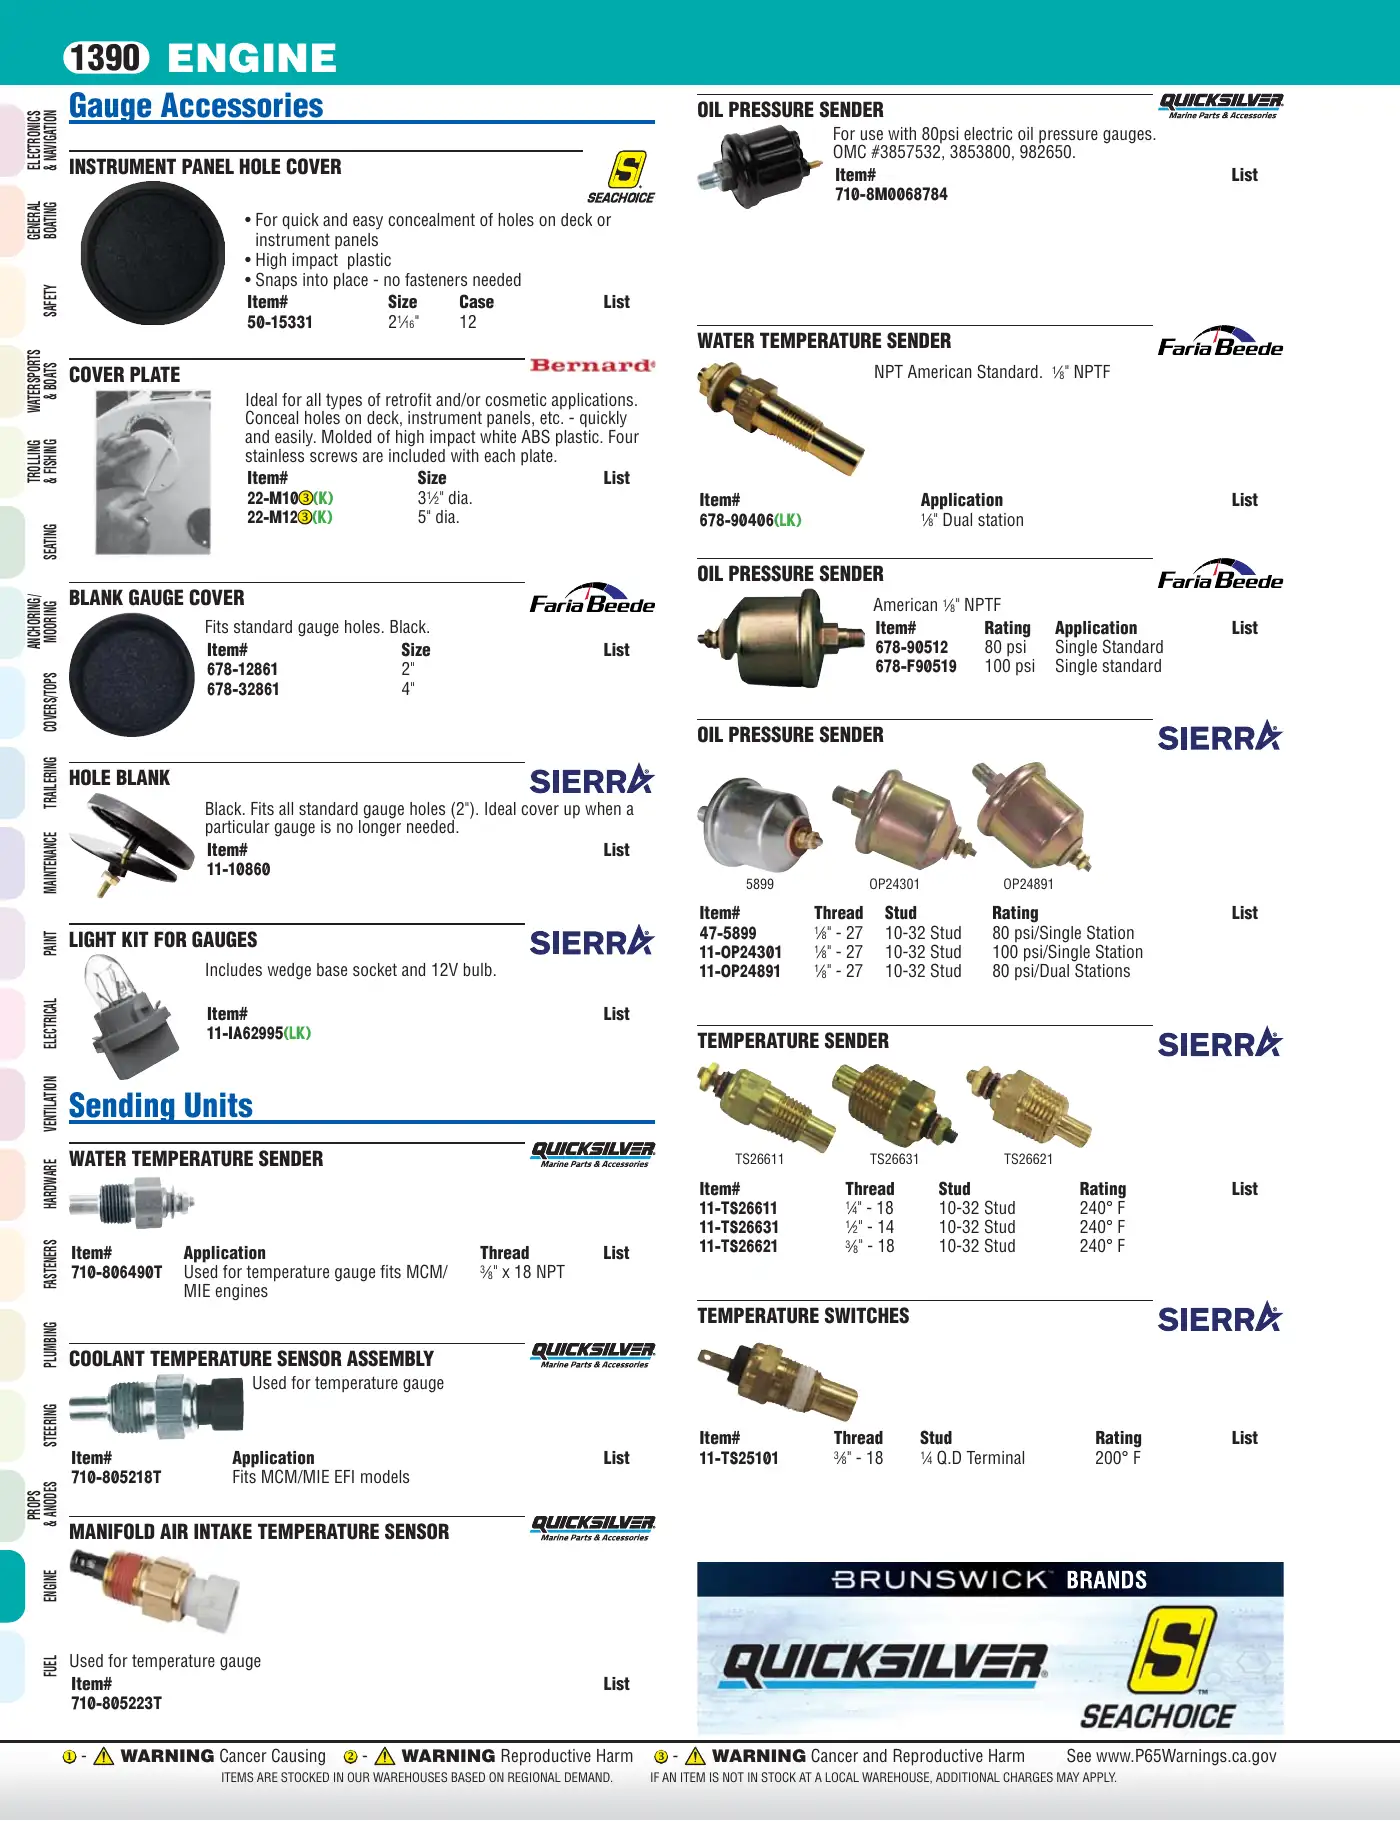 1390 ENGINE
Gauge Accessories
INSTRUMENT PANEL HOLE COVER
SEACHOICE
• For quick and easy concealment of holes on deck or
instrument panels
• High impact plastic
• Snaps into place - no fasteners needed
Item# Size Case List
50-15331 2 1/16" 12
COVER PLATE
Bernard
Ideal for all types of retrofit and/or cosmetic applications.
Conceal holes on deck, instrument panels, etc. - quickly
and easily. Molded of high impact white ABS plastic. Four
stainless screws are included with each plate.
Item# Size List
22-M10③(K) 3½" dia.
22-M12③(K) 5" dia.
BLANK GAUGE COVER
Faria Beede
Fits standard gauge holes. Black.
Item# Size List
678-12861 2"
678-32861 4"
HOLE BLANK
SIERRA
Black. Fits all standard gauge holes (2"). Ideal cover up when a
particular gauge is no longer needed.
Item# List
11-10860
LIGHT KIT FOR GAUGES
SIERRA
Includes wedge base socket and 12V bulb.
Item# List
11-IA62995(LK)
Sending Units
WATER TEMPERATURE SENDER
QUICKSILVER
Marine Parts & Accessories
Item# Application Thread List
710-806490T Used for temperature gauge fits MCM/ ⅜" x 18 NPT
MIE engines
COOLANT TEMPERATURE SENSOR ASSEMBLY
QUICKSILVER
Marine Parts & Accessories
Used for temperature gauge
Item# Application List
710-805218T Fits MCM/MIE EFI models
MANIFOLD AIR INTAKE TEMPERATURE SENSOR
QUICKSILVER
Marine Parts & Accessories
Used for temperature gauge
Item# List
710-805223T
OIL PRESSURE SENDER
QUICKSILVER
Marine Parts & Accessories
For use with 80psi electric oil pressure gauges.
OMC #3857532, 3853800, 982650.
Item# List
710-8M0068784
WATER TEMPERATURE SENDER
Faria Beede
NPT American Standard. ⅛" NPTF
Item# Application List
678-90406(LK) ⅛" Dual station
OIL PRESSURE SENDER
Faria Beede
American ⅛" NPTF
Item# Rating Application List
678-90512 80 psi Single Standard
678-F90519 100 psi Single standard
OIL PRESSURE SENDER
SIERRA
5899 OP24301 OP24891
Item# Thread Stud Rating List
47-5899 ⅛" - 27 10-32 Stud 80 psi/Single Station
11-OP24301 ⅛" - 27 10-32 Stud 100 psi/Single Station
11-OP24891 ⅛" - 27 10-32 Stud 80 psi/Dual Stations
TEMPERATURE SENDER
SIERRA
TS26611 TS26631 TS26621
Item# Thread Stud Rating List
11-TS26611 ¼" - 18 10-32 Stud 240° F
11-TS26631 ½" - 14 10-32 Stud 240° F
11-TS26621 ⅜" - 18 10-32 Stud 240° F
TEMPERATURE SWITCHES
SIERRA
Item# Thread Stud Rating List
11-TS25101 ⅜" - 18 ¼ Q.D Terminal 200° F
BRUNSWICK™ BRANDS
QUICKSILVER®
SEACHOICE™
ELECTRONICS
& NAVIGATION
GENERAL
BOATING
SAFETY
WATERSPORTS
& BOATS
TROLLING
& FISHING
SEATING
ANCHORING/
MOORING
COVERS/TOPS
TRAILERING
MAINTENANCE
PAINT
ELECTRICAL
VENTILATION
HARDWARE
FASTENERS
PLUMBING
STEERING
PROPS
& ANODES
ENGINE
FUEL
① - ⚠ WARNING Cancer Causing ② - ⚠ WARNING Reproductive Harm ③ - ⚠ WARNING Cancer and Reproductive Harm See www.P65Warnings.ca.gov
ITEMS ARE STOCKED IN OUR WAREHOUSES BASED ON REGIONAL DEMAND. IF AN ITEM IS NOT IN STOCK AT A LOCAL WAREHOUSE, ADDITIONAL CHARGES MAY APPLY.